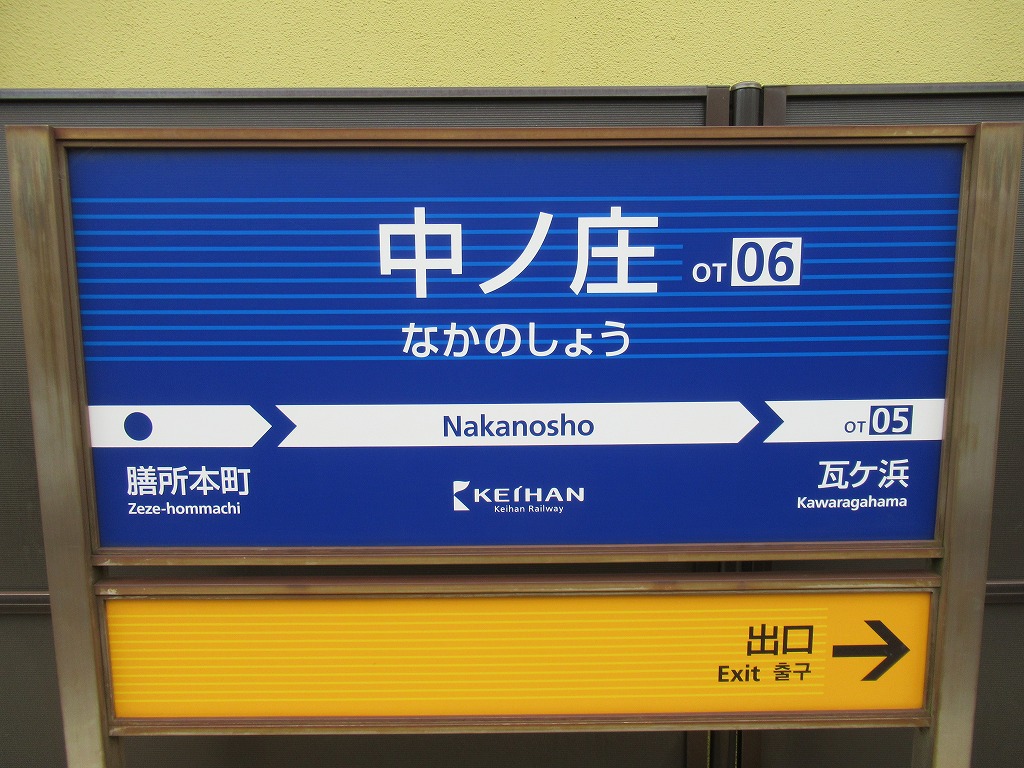 中ノ庄 OT 06
なかのしょう
Nakanosho
OT 05
膳所本町
Zeze-hommachi
KEIHAN
Keihan Railway
瓦ケ浜
Kawaragahama
出口
Exit 출구